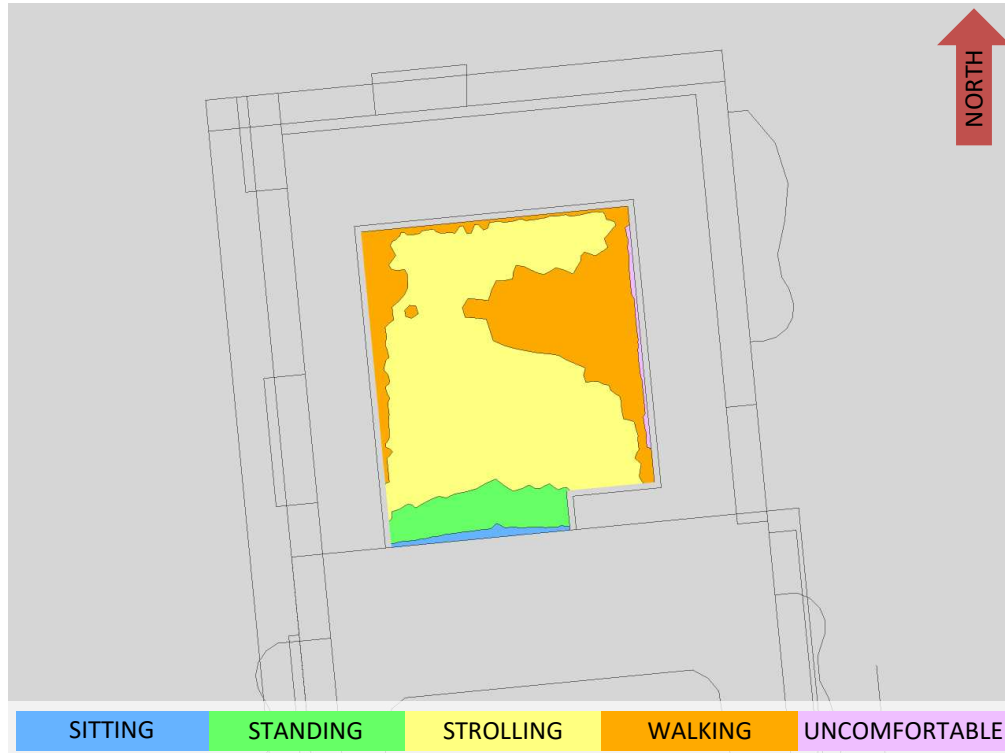 NORTH
SITTING
STANDING
STROLLING
WALKING
UNCOMFORTABLE